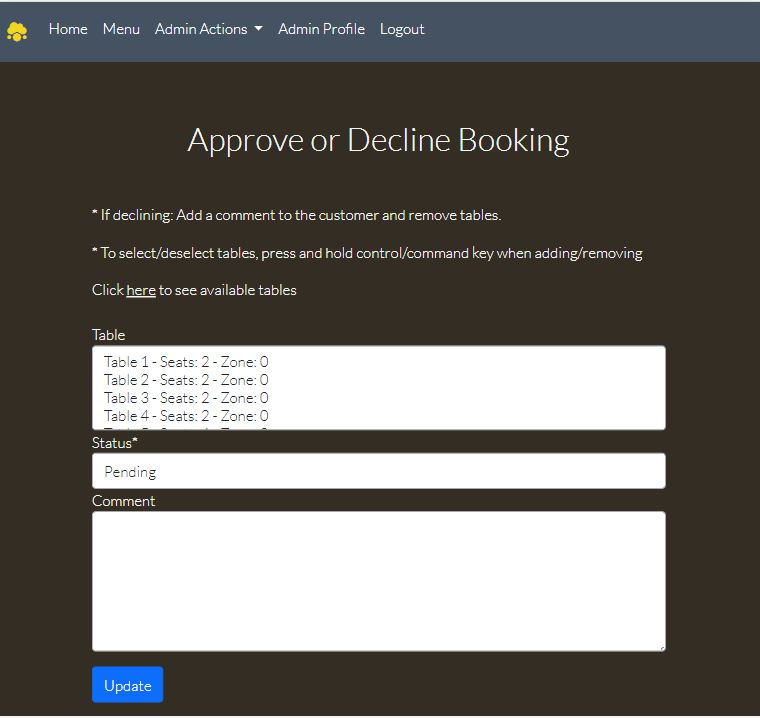 Home Menu Admin Actions Admin Profile Logout
Approve or Decline Booking
* If declining: Add a comment to the customer and remove tables.
* To select/deselect tables, press and hold control/command key when adding/removing
Click here to see available tables
Table
Table 1 - Seats: 2 - Zone: 0
Table 2 - Seats: 2 - Zone: 0
Table 3 - Seats: 2 - Zone: 0
Table 4 - Seats: 2 - Zone: 0
Status*
Pending
Comment
Update